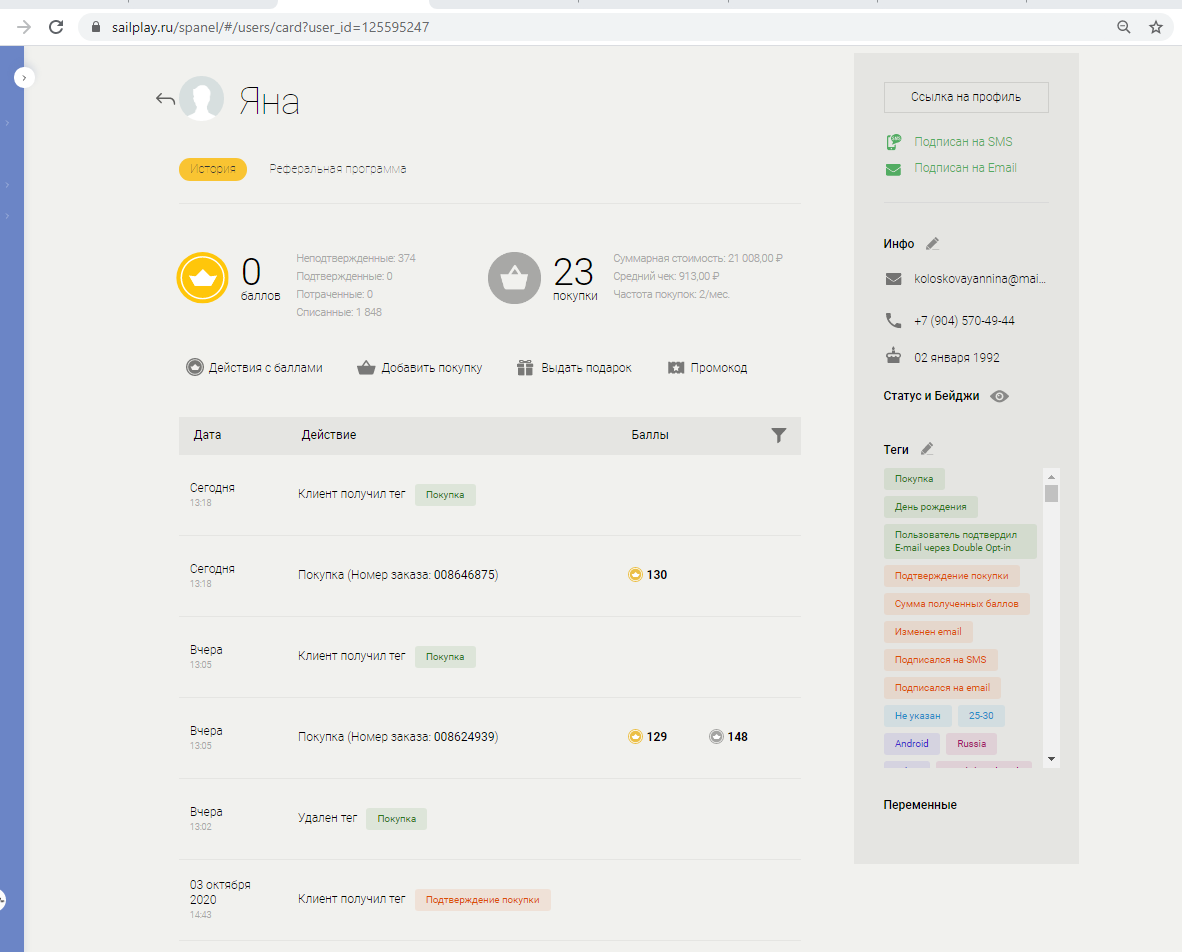 sailplay.ru/spanel/#/users/card?user_id=125595247
Яна
История
Реферальная программа
0
баллов
Неподтвержденные: 374
Подтвержденные: 0
Потраченные: 0
Списанные: 1 848
23
покупки
Суммарная стоимость: 21 008,00 ₽
Средний чек: 913,00 ₽
Частота покупок: 2/мес.
Действия с баллами
Добавить покупку
Выдать подарок
Промокод
Дата Действие Баллы
Сегодня
13:18
Клиент получил тег Покупка
Сегодня
13:18
Покупка (Номер заказа: 008646875) 130
Вчера
13:05
Клиент получил тег Покупка
Вчера
13:05
Покупка (Номер заказа: 008624939) 129 148
Вчера
13:02
Удален тег Покупка
03 октября
2020
14:43
Клиент получил тег Подтверждение покупки
Ссылка на профиль
Подписан на SMS
Подписан на Email
Инфо
koloskovayannina@mai...
+7 (904) 570-49-44
02 января 1992
Статус и Бейджи
Теги
Покупка
День рождения
Пользователь подтвердил
E-mail через Double Opt-in
Подтверждение покупки
Сумма полученных баллов
Изменен email
Подписался на SMS
Подписался на email
Не указан 25-30
Android Russia
Переменные